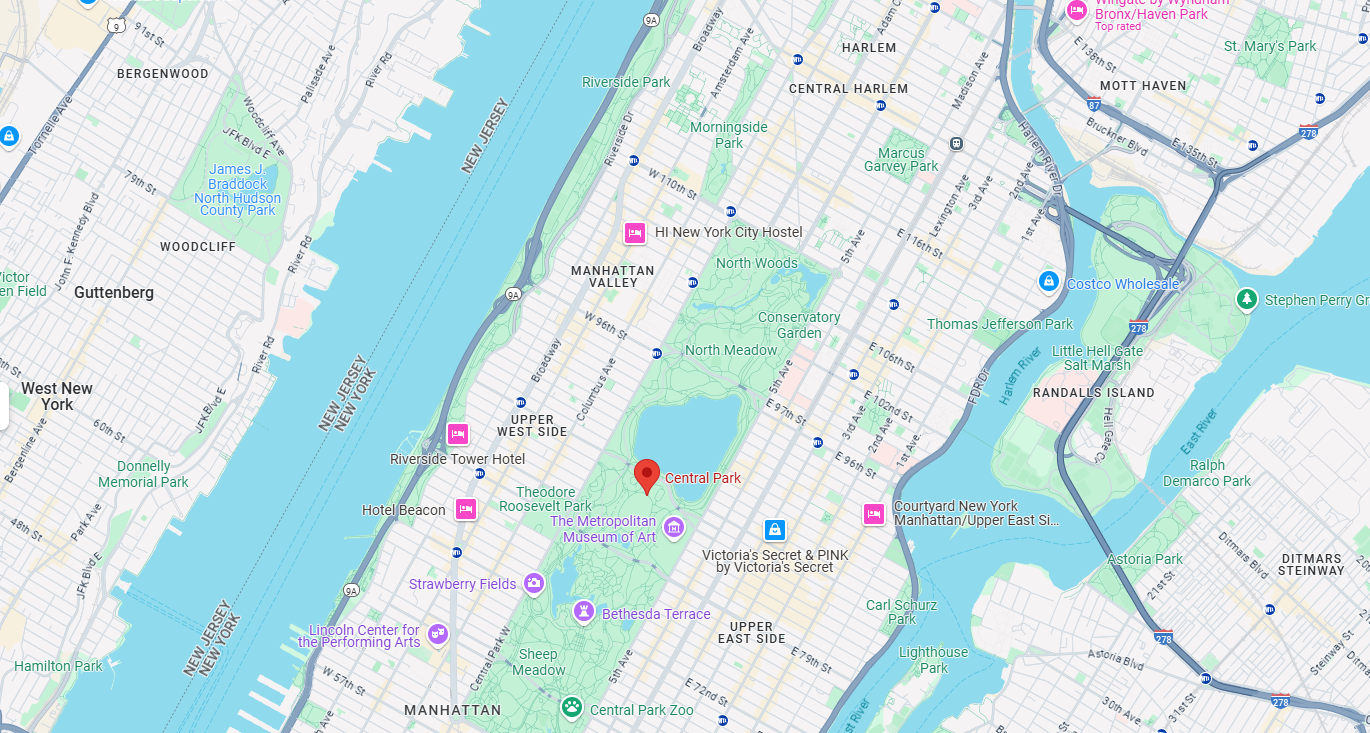 Wingate by Wyndham
Bronx/Haven Park
Top rated
9
9A
91st St
Broadway
Amsterdam Ave
Adam C
HARLEM
E 136th St
St. Mary's Park
BERGENWOOD
Palisade Ave
River Rd
Riverside Park
CENTRAL HARLEM
Madison Ave
MOTT HAVEN
87
278
Tonnelle Ave
Woodcliff Ave
JFK Blvd E
NEW JERSEY
Riverside Dr
Morningside
Park
Marcus
Garvey Park
Harlem River Dr
Bruckner Blvd
E 135th St
79th St
James J.
Braddock
North Hudson
County Park
W 110th St
Lexington Ave
3rd Ave
2nd Ave
1st Ave
John F. Kennedy Blvd
WOODCLIFF
River Rd
HI New York City Hostel
5th Ave
E 116th St
ictor
en Field
Guttenberg
MANHATTAN
VALLEY
North Woods
Costco Wholesale
Stephen Perry Gr
9A
W 96th St
Conservatory
Garden
Thomas Jefferson Park
278
River Rd
Broadway
Columbus Ave
North Meadow
E 106th St
Harlem River
Little Hell Gate
Salt Marsh
West New
York
NEW JERSEY
NEW YORK
JFK Blvd E
5th Ave
FDR Dr
RANDALLS ISLAND
Bergenline Ave
60th St
UPPER
WEST SIDE
E 97th St
3rd Ave
E 102nd St
2nd Ave
1st Ave
Hell Gate Cir
East River
Riverside Tower Hotel
E 96th St
Donnelly
Memorial Park
Central Park
Ralph
Demarco Park
Theodore
Roosevelt Park
Hotel Beacon
The Metropolitan
Museum of Art
Courtyard New York
Manhattan/Upper East Si...
48th St
Park Ave
JFK Blvd E
Victoria's Secret & PINK
by Victoria's Secret
Astoria Park
Ditmars Blvd
DITMARS
STEINWAY
21st St
9A
Strawberry Fields
Bethesda Terrace
Carl Schurz
Park
NEW JERSEY
NEW YORK
Lincoln Center for
the Performing Arts
UPPER
EAST SIDE
278
Hamilton Park
Central Park W
Sheep
Meadow
5th Ave
E 79th St
Lighthouse
Park
Astoria Blvd
Steinway St
W 57th St
E 72nd St
MANHATTAN
Central Park Zoo
st River
30th Ave
31st St
278